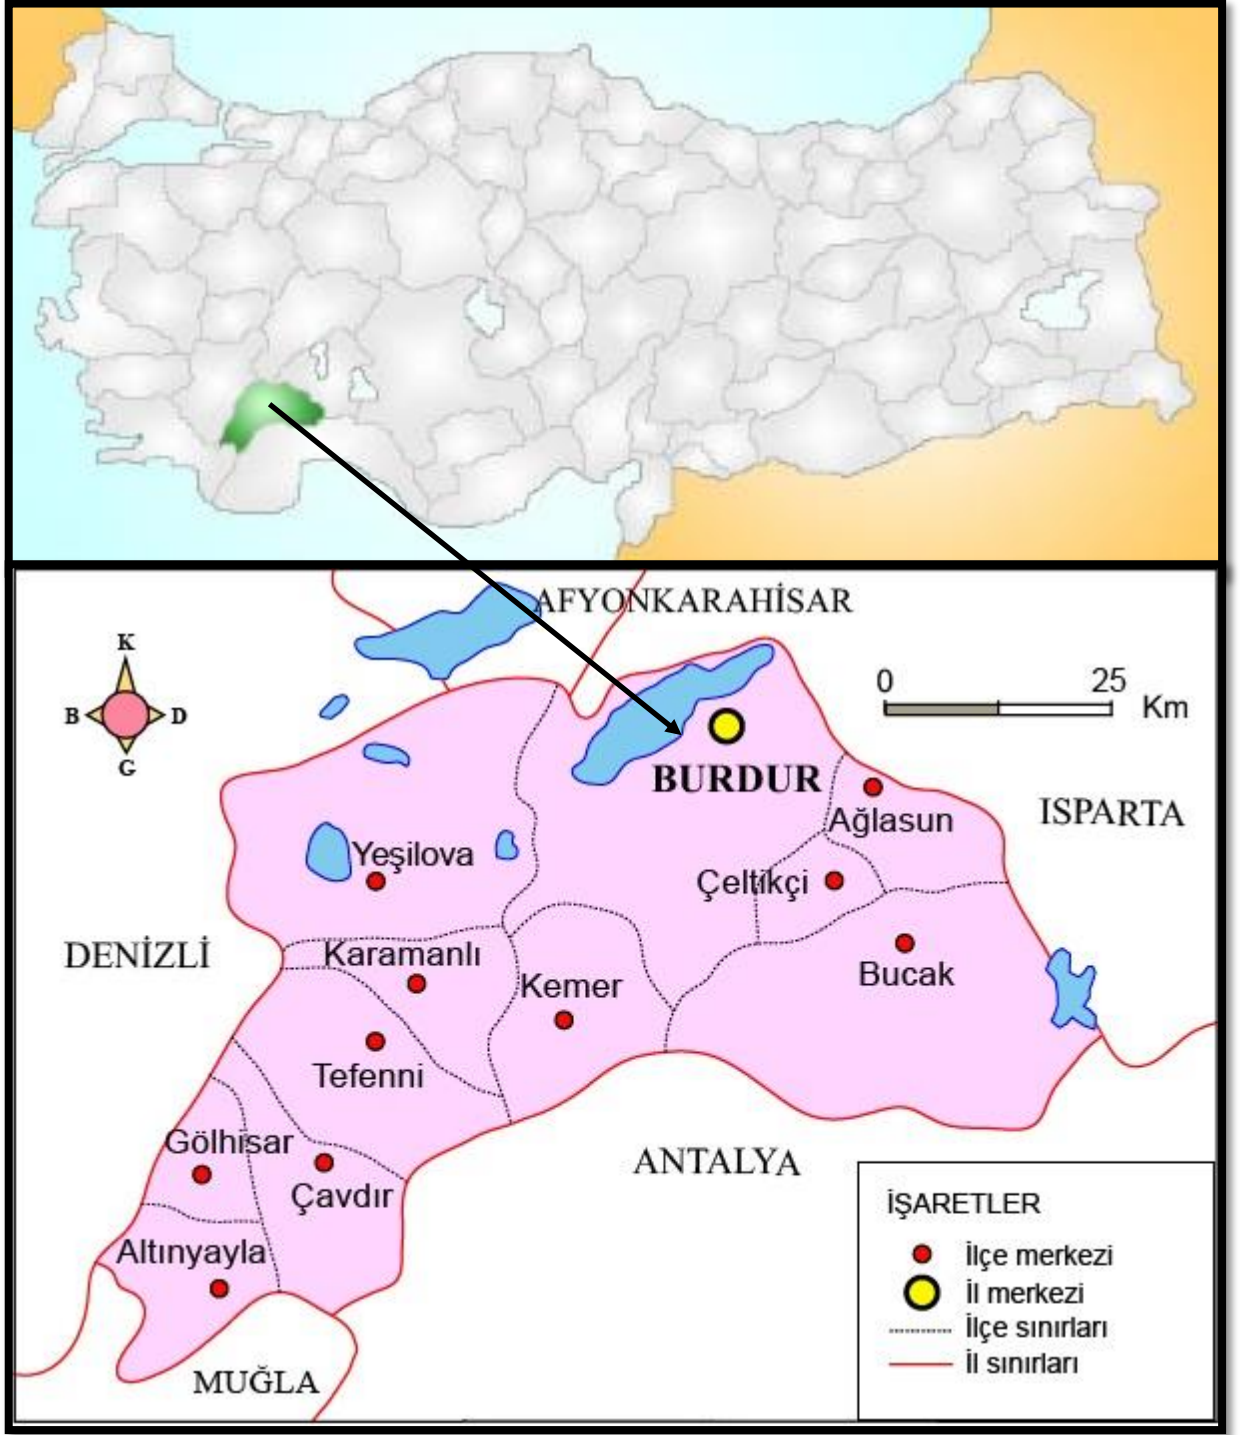 AFYONKARAHİSAR
K
B
D
G
0
25
Km
BURDUR
ISPARTA
Ağlasun
Yeşilova
Çeltikçi
DENİZLİ
Karamanlı
Bucak
Kemer
Tefenni
Gölhisar
ANTALYA
Çavdır
Altınyayla
MUĞLA
İŞARETLER
İlçe merkezi
İl merkezi
İlçe sınırları
İl sınırları